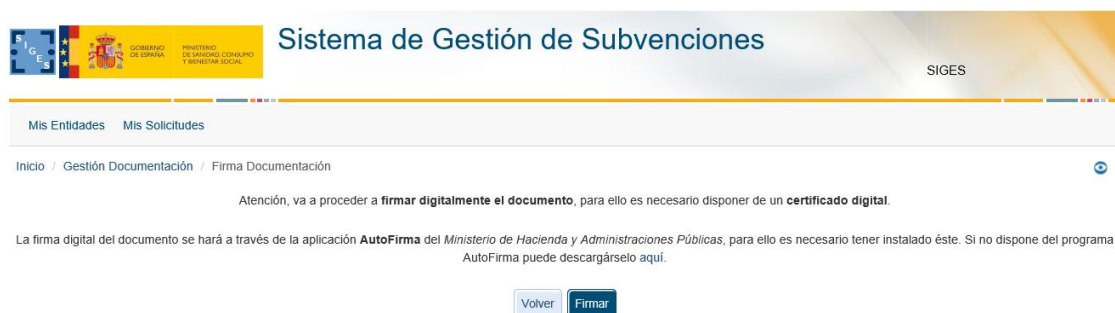 SIGES
GOBIERNO
DE ESPAÑA
MINISTERIO
DE SANIDAD, CONSUMO
Y BIENESTAR SOCIAL
Sistema de Gestión de Subvenciones
SIGES
Mis Entidades Mis Solicitudes
Inicio / Gestión Documentación / Firma Documentación
Atención, va a proceder a firmar digitalmente el documento, para ello es necesario disponer de un certificado digital.
La firma digital del documento se hará a través de la aplicación AutoFirma del Ministerio de Hacienda y Administraciones Públicas, para ello es necesario tener instalado éste. Si no dispone del programa
AutoFirma puede descargárselo aquí.
Volver Firmar